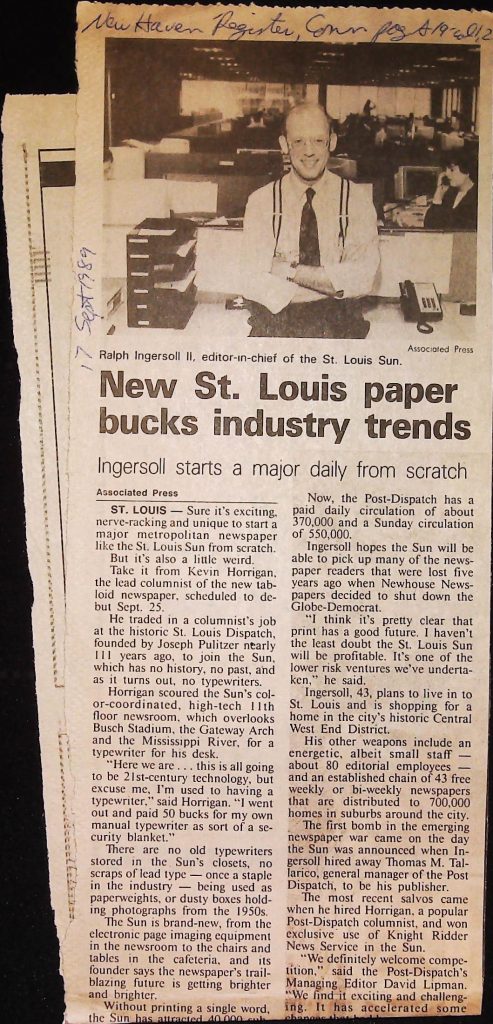 New Haven Register, Conn pag A19-col 1,2
17 Sept 1989
Associated Press
Ralph Ingersoll II, editor-in-chief of the St. Louis Sun.
New St. Louis paper
bucks industry trends
Ingersoll starts a major daily from scratch
Associated Press
ST. LOUIS — Sure it's exciting,
nerve-racking and unique to start a
major metropolitan newspaper
like the St. Louis Sun from scratch.
But it's also a little weird.
Take it from Kevin Horrigan,
the lead columnist of the new tab-
loid newspaper, scheduled to de-
but Sept. 25.
He traded in a columnist's job
at the historic St. Louis Dispatch,
founded by Joseph Pulitzer nearly
111 years ago, to join the Sun,
which has no history, no past, and
as it turns out, no typewriters.
Horrigan scoured the Sun's col-
or-coordinated, high-tech 11th
floor newsroom, which overlooks
Busch Stadium, the Gateway Arch
and the Mississippi River, for a
typewriter for his desk.
"Here we are . . . this is all going
to be 21st-century technology, but
excuse me, I'm used to having a
typewriter," said Horrigan. "I went
out and paid 50 bucks for my own
manual typewriter as sort of a se-
curity blanket."
There are no old typewriters
stored in the Sun's closets, no
scraps of lead type — once a staple
in the industry — being used as
paperweights, or dusty boxes hold-
ing photographs from the 1950s.
The Sun is brand-new, from the
electronic page imaging equipment
in the newsroom to the chairs and
tables in the cafeteria, and its
founder says the newspaper's trail-
blazing future is getting brighter
and brighter.
Without printing a single word,
the Sun has attracted 40,000 sub-
Now, the Post-Dispatch has a
paid daily circulation of about
370,000 and a Sunday circulation
of 550,000.
Ingersoll hopes the Sun will be
able to pick up many of the news-
paper readers that were lost five
years ago when Newhouse News-
papers decided to shut down the
Globe-Democrat.
"I think it's pretty clear that
print has a good future. I haven't
the least doubt the St. Louis Sun
will be profitable. It's one of the
lower risk ventures we've underta-
ken," he said.
Ingersoll, 43, plans to live in to
St. Louis and is shopping for a
home in the city's historic Central
West End District.
His other weapons include an
energetic, albeit small staff —
about 80 editorial employees —
and an established chain of 43 free
weekly or bi-weekly newspapers
that are distributed to 700,000
homes in suburbs around the city.
The first bomb in the emerging
newspaper war came on the day
the Sun was announced when In-
gersoll hired away Thomas M. Tal-
larico, general manager of the Post
Dispatch, to be his publisher.
The most recent salvos came
when he hired Horrigan, a popular
Post-Dispatch columnist, and won
exclusive use of Knight Ridder
News Service in the Sun.
"We definitely welcome compe-
tition," said the Post-Dispatch's
Managing Editor David Lipman.
"We find it exciting and challeng-
ing. It has accelerated some